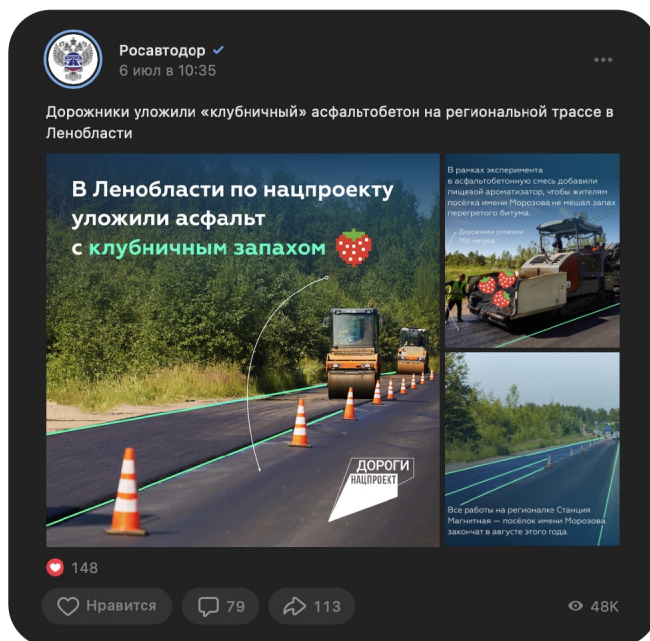 Росавтодор
6 июл в 10:35
Дорожники уложили «клубничный» асфальтобетон на региональной трассе в
Ленобласти
В Ленобласти по нацпроекту
уложили асфальт
с клубничным запахом
ДОРОГИ
НАЦПРОЕКТ
В рамках эксперимента
в асфальтобетонную смесь добавили
пищевой ароматизатор, чтобы жителям
посёлка имени Морозова не мешал запах
перегретого битума.
Дорожники уложили
700 метров
Все работы на регионалке Станция
Магнитная — посёлок имени Морозова
закончат в августе этого года.
148
Нравится
79
113
48K